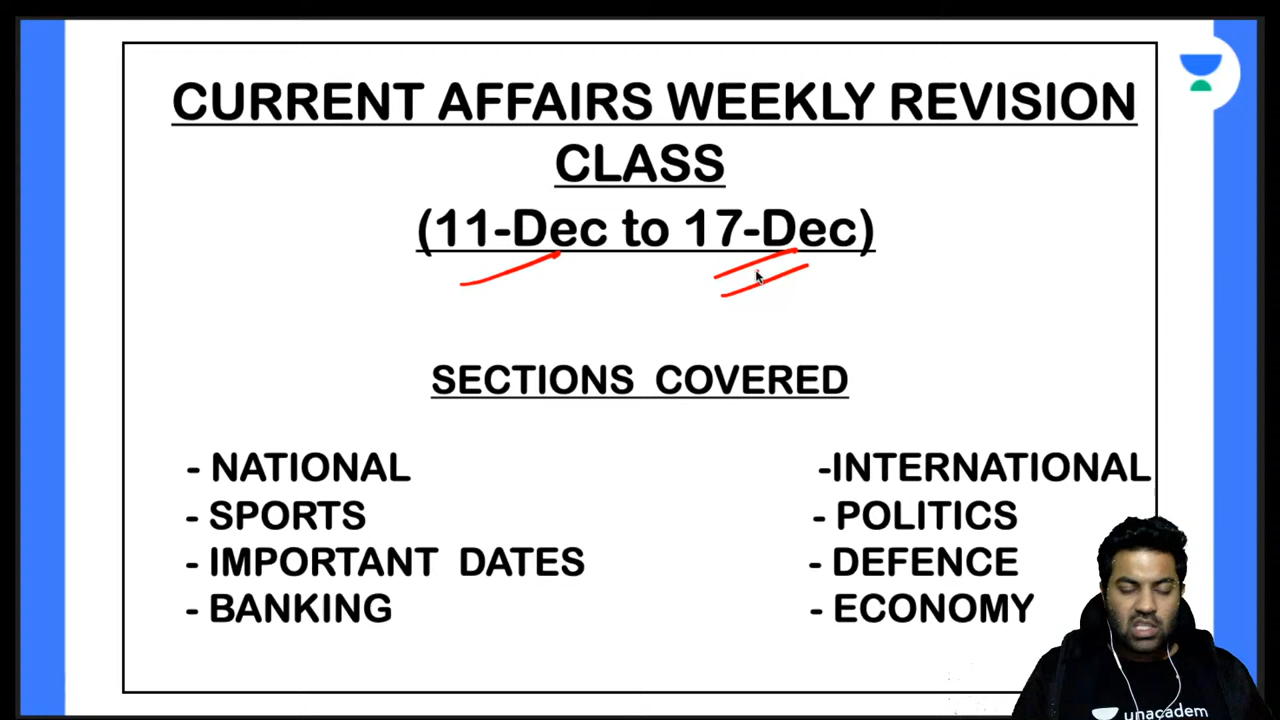 CURRENT AFFAIRS WEEKLY REVISION
CLASS
(11-Dec to 17-Dec)
SECTIONS COVERED
- NATIONAL
- SPORTS
- IMPORTANT DATES
- BANKING
-INTERNATIONAL
- POLITICS
- DEFENCE
- ECONOMY
unacadem